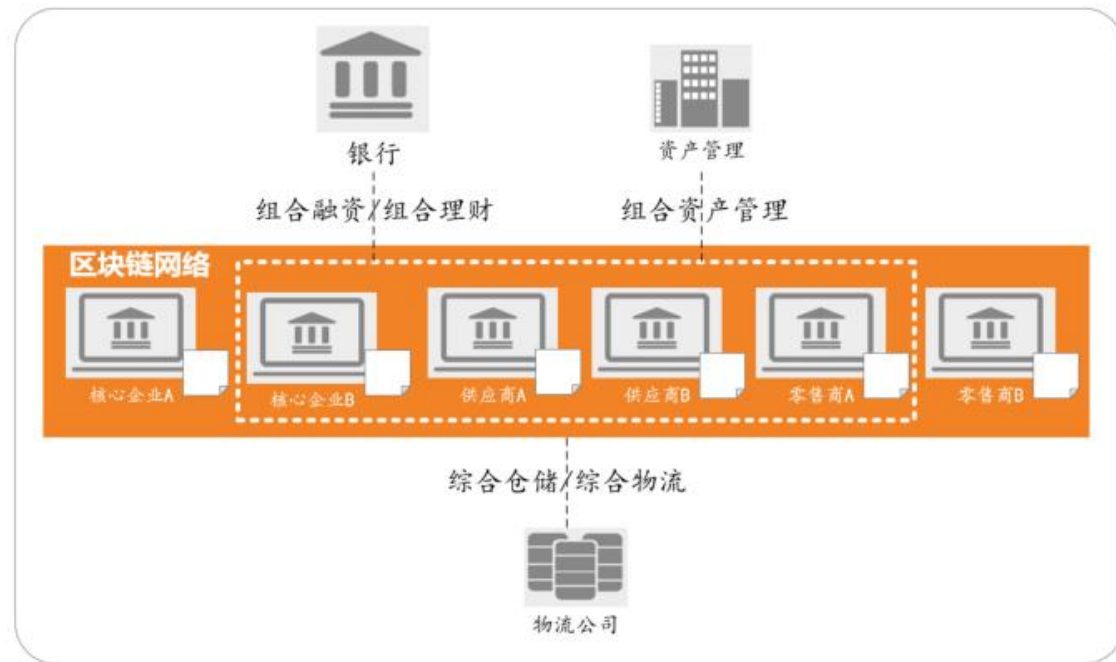 银行
资产管理
组合融资/组合理财
组合资产管理
区块链网络
核心企业A
核心企业B
供应商A
供应商B
零售商A
零售商B
综合仓储/综合物流
物流公司